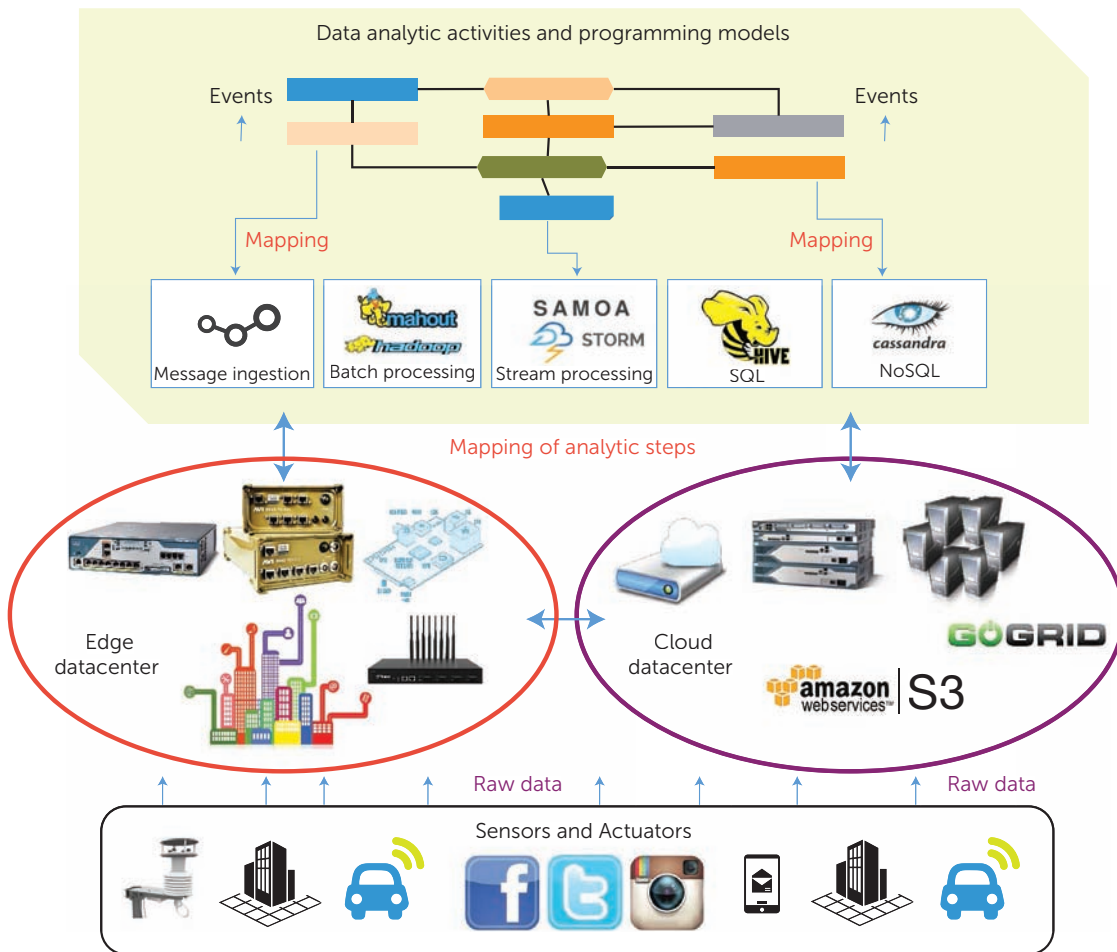 Data analytic activities and programming models
Events
Events
Mapping
Mapping
mahout
hadoop
SAMOA
STORM
HIVE
cassandra
Message ingestion
Batch processing
Stream processing
SQL
NoSQL
Mapping of analytic steps
Edge
datacenter
Cloud
datacenter
GOGRID
amazon
webservices™
S3
Raw data
Raw data
Sensors and Actuators